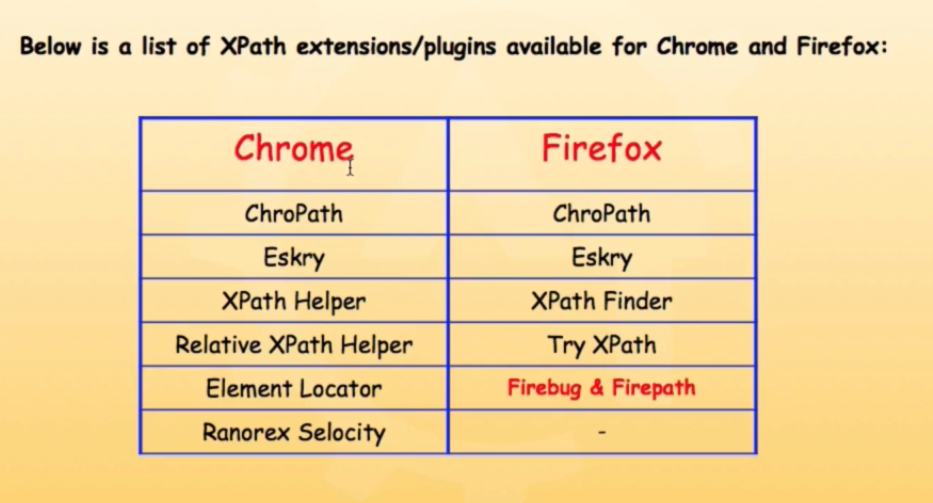 Below is a list of XPath extensions/plugins available for Chrome and Firefox:
Chrome Firefox
ChroPath ChroPath
Eskry Eskry
XPath Helper XPath Finder
Relative XPath Helper Try XPath
Element Locator Firebug & Firepath
Ranorex Selocity -